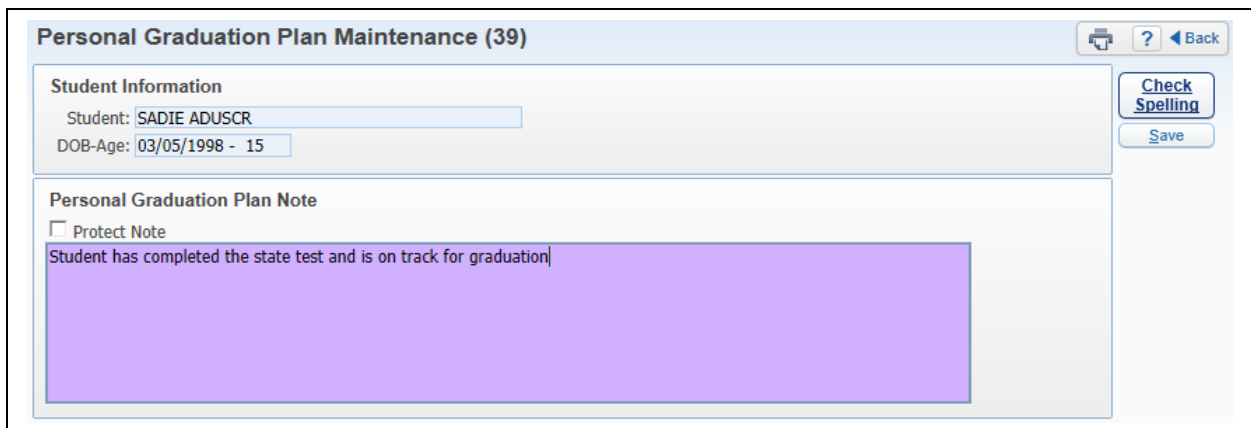 Personal Graduation Plan Maintenance (39)
? Back
Student Information
Student: SADIE ADUSCR
DOB-Age: 03/05/1998 - 15
Check
Spelling
Save
Personal Graduation Plan Note
Protect Note
Student has completed the state test and is on track for graduation